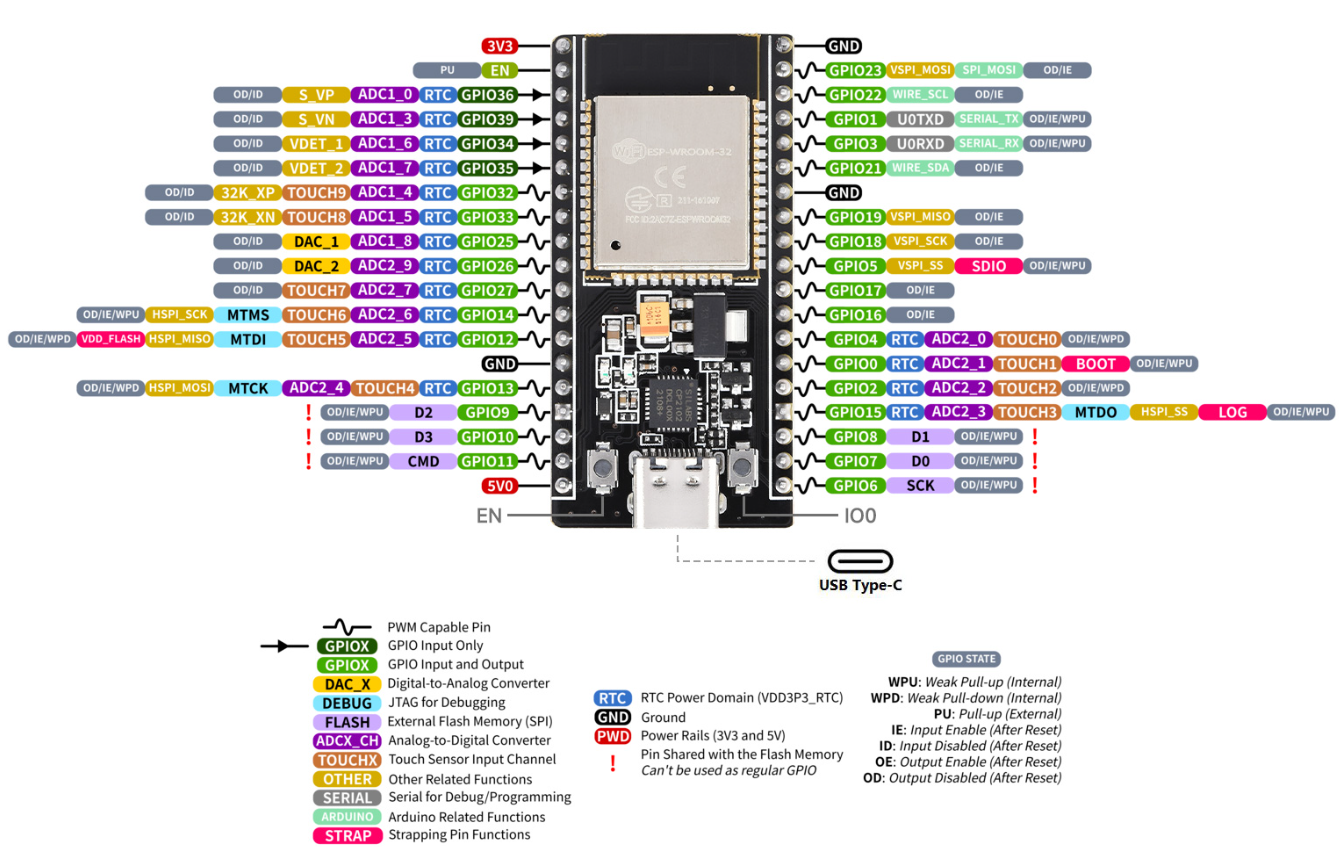 3V3 GND
PU EN GPIO23 VSPI_MOSI SPI_MOSI OD/IE
OD/ID S_VP ADC1_0 RTC GPIO36 GPIO22 WIRE_SCL OD/IE
OD/ID S_VN ADC1_3 RTC GPIO39 GPIO1 U0TXD SERIAL_TX OD/IE/WPU
OD/ID VDET_1 ADC1_6 RTC GPIO34 GPIO3 U0RXD SERIAL_RX OD/IE/WPU
ESP-WROOM-32
OD/ID VDET_2 ADC1_7 RTC GPIO35 GPIO21 WIRE_SDA OD/IE
CE
OD/ID 32K_XP TOUCH9 ADC1_4 RTC GPIO32 GND
R
OD/ID 32K_XN TOUCH8 ADC1_5 RTC GPIO33 GPIO19 VSPI_MISO OD/IE
OD/ID DAC_1 ADC1_8 RTC GPIO25 GPIO18 VSPI_SCK OD/IE
OD/ID DAC_2 ADC2_9 RTC GPIO26 GPIO5 VSPI_SS SDIO OD/IE/WPU
OD/ID TOUCH7 ADC2_7 RTC GPIO27 GPIO17 OD/IE
OD/IE/WPU HSPI_SCK MTMS TOUCH6 ADC2_6 RTC GPIO14 GPIO16 OD/IE
OD/IE/WPD VDD_FLASH HSPI_MISO MTDI TOUCH5 ADC2_5 RTC GPIO12 GPIO4 RTC ADC2_0 TOUCH0 OD/IE/WPD
GND GPIO0 RTC ADC2_1 TOUCH1 BOOT OD/IE/WPU
OD/IE/WPD HSPI_MOSI MTCK ADC2_4 TOUCH4 RTC GPIO13 GPIO2 RTC ADC2_2 TOUCH2 OD/IE/WPD
! OD/IE/WPU D2 GPIO9 GPIO15 RTC ADC2_3 TOUCH3 MTDO HSPI_SS LOG OD/IE/WPU
! OD/IE/WPU D3 GPIO10 GPIO8 D1 OD/IE/WPU !
! OD/IE/WPU CMD GPIO11 GPIO7 D0 OD/IE/WPU !
5V0 GPIO6 SCK OD/IE/WPU !
EN IO0
USB Type-C
PWM Capable Pin
GPIOX GPIO Input Only
GPIOX GPIO Input and Output
DAC_X Digital-to-Analog Converter
DEBUG JTAG for Debugging
FLASH External Flash Memory (SPI)
ADCX_CH Analog-to-Digital Converter
TOUCHX Touch Sensor Input Channel
OTHER Other Related Functions
SERIAL Serial for Debug/Programming
ARDUINO Arduino Related Functions
STRAP Strapping Pin Functions
RTC RTC Power Domain (VDD3P3_RTC)
GND Ground
PWD Power Rails (3V3 and 5V)
! Pin Shared with the Flash Memory
Can't be used as regular GPIO
GPIO STATE
WPU: Weak Pull-up (Internal)
WPD: Weak Pull-down (Internal)
PU: Pull-up (External)
IE: Input Enable (After Reset)
ID: Input Disabled (After Reset)
OE: Output Enable (After Reset)
OD: Output Disabled (After Reset)